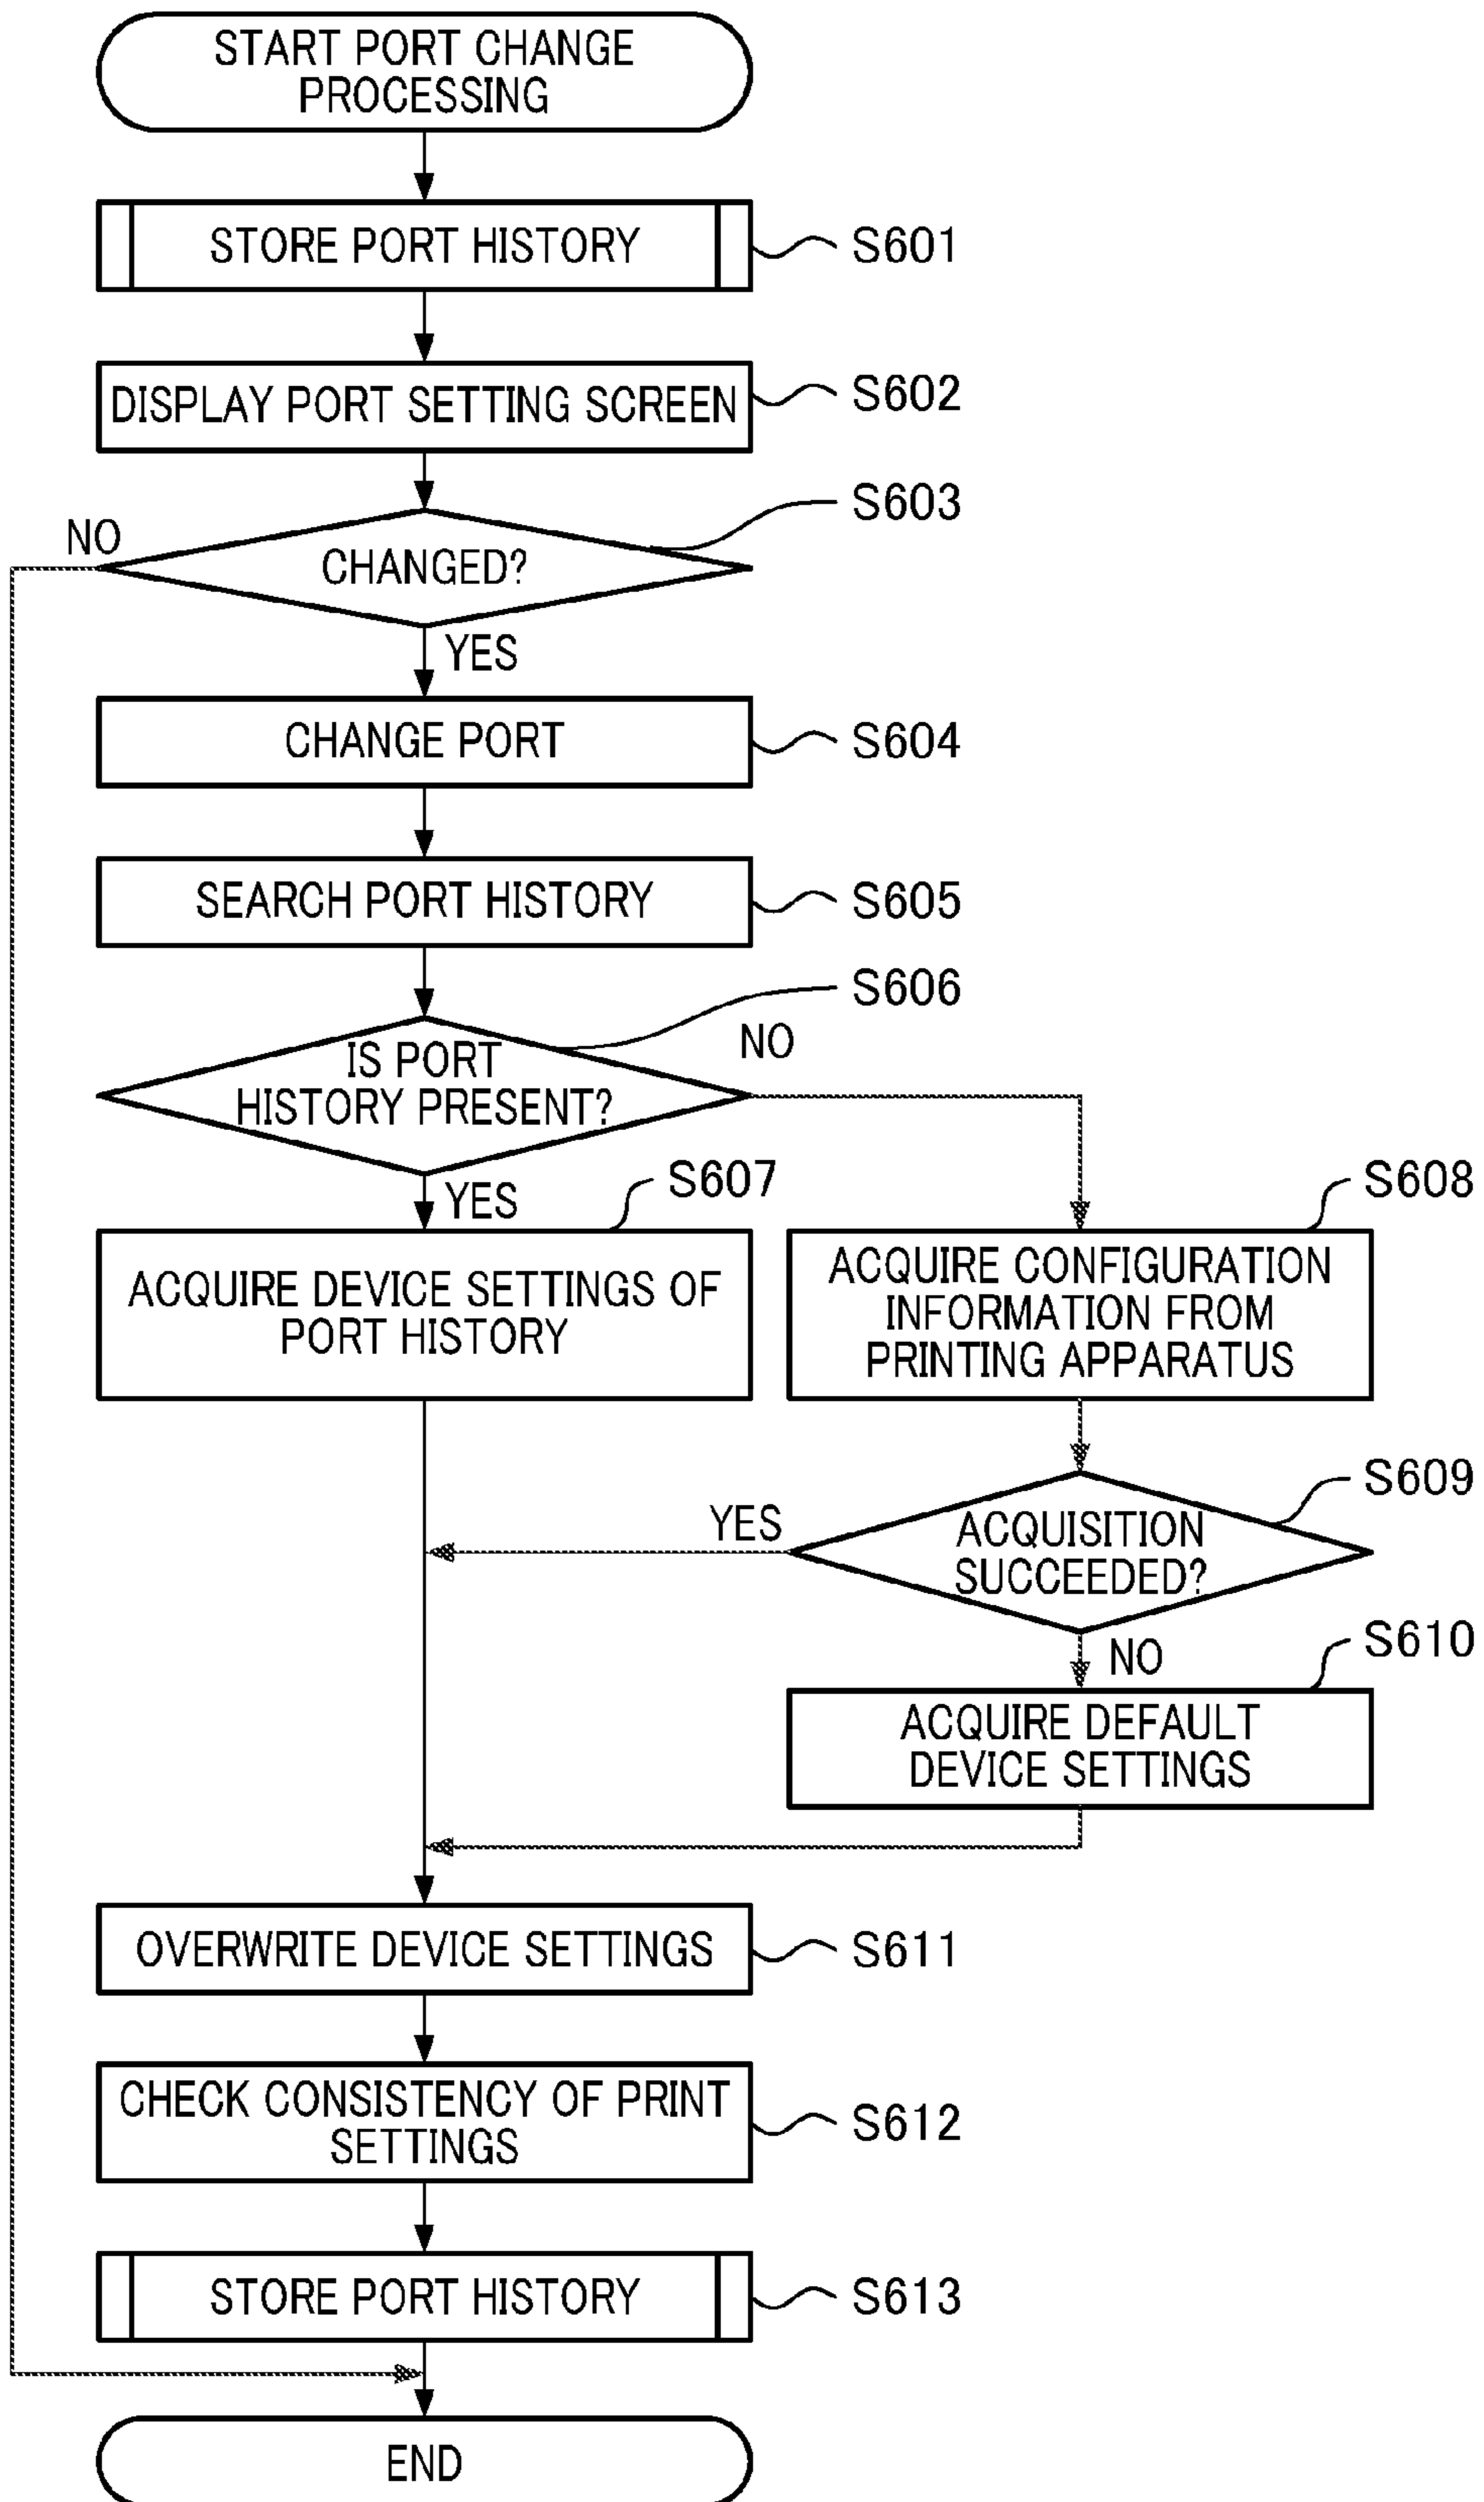 START PORT CHANGE
PROCESSING
STORE PORT HISTORY
S601
DISPLAY PORT SETTING SCREEN
S602
S603
NO
CHANGED?
YES
CHANGE PORT
S604
SEARCH PORT HISTORY
S605
S606
NO
IS PORT
HISTORY PRESENT?
YES
S607
S608
ACQUIRE DEVICE SETTINGS OF
PORT HISTORY
ACQUIRE CONFIGURATION
INFORMATION FROM
PRINTING APPARATUS
S609
YES
ACQUISITION
SUCCEEDED?
NO
S610
ACQUIRE DEFAULT
DEVICE SETTINGS
OVERWRITE DEVICE SETTINGS
S611
CHECK CONSISTENCY OF PRINT
SETTINGS
S612
STORE PORT HISTORY
S613
END